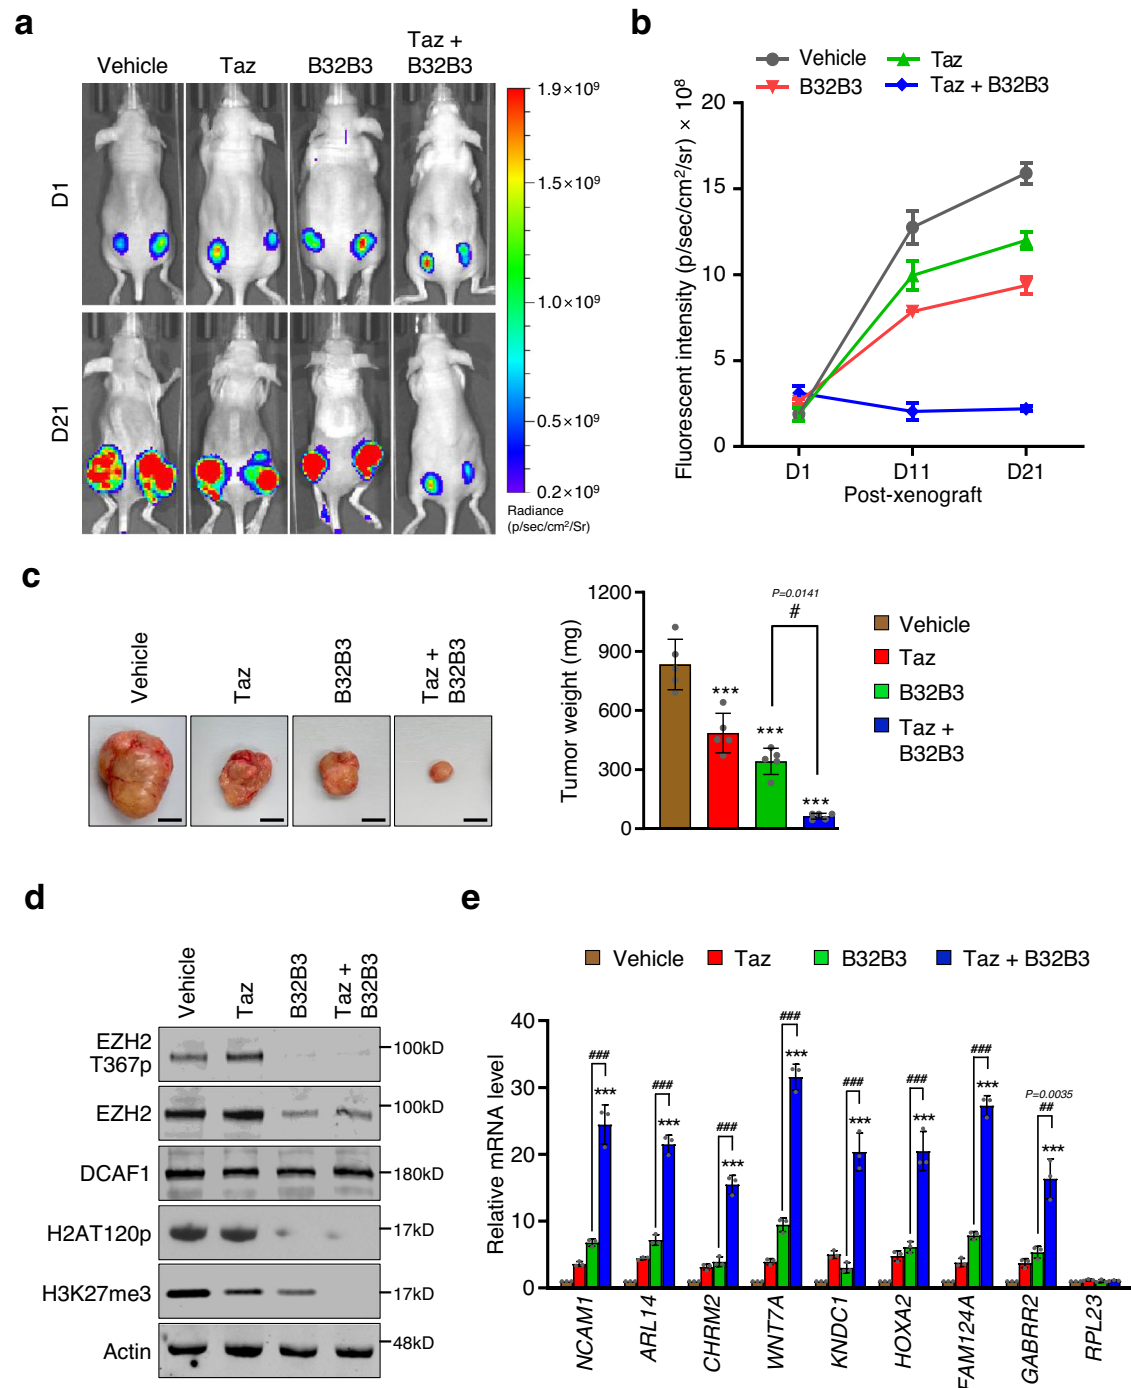 a
Vehicle
Taz
B32B3
Taz +
B32B3
D1
D21
1.9×10⁹
1.5×10⁹
1.0×10⁹
0.5×10⁹
0.2×10⁹
Radiance
(p/sec/cm²/Sr)
b
Vehicle
Taz
B32B3
Taz + B32B3
Fluorescent intensity (p/sec/cm²/sr) × 10⁸
20
15
10
5
0
D1
D11
D21
Post-xenograft
c
Vehicle
Taz
B32B3
Taz +
B32B3
Tumor weight (mg)
1200
900
600
300
0
***
***
***
P=0.0141
#
Vehicle
Taz
B32B3
Taz +
B32B3
d
Vehicle
Taz
B32B3
Taz +
B32B3
EZH2
T367p
100kD
EZH2
100kD
DCAF1
180kD
H2AT120p
17kD
H3K27me3
17kD
Actin
48kD
e
Vehicle
Taz
B32B3
Taz + B32B3
Relative mRNA level
40
30
20
10
0
###
***
###
***
###
***
###
***
###
***
###
***
###
***
P=0.0035
##
***
NCAM1
ARL14
CHRM2
WNT7A
KNDC1
HOXA2
FAM124A
GABRR2
RPL23